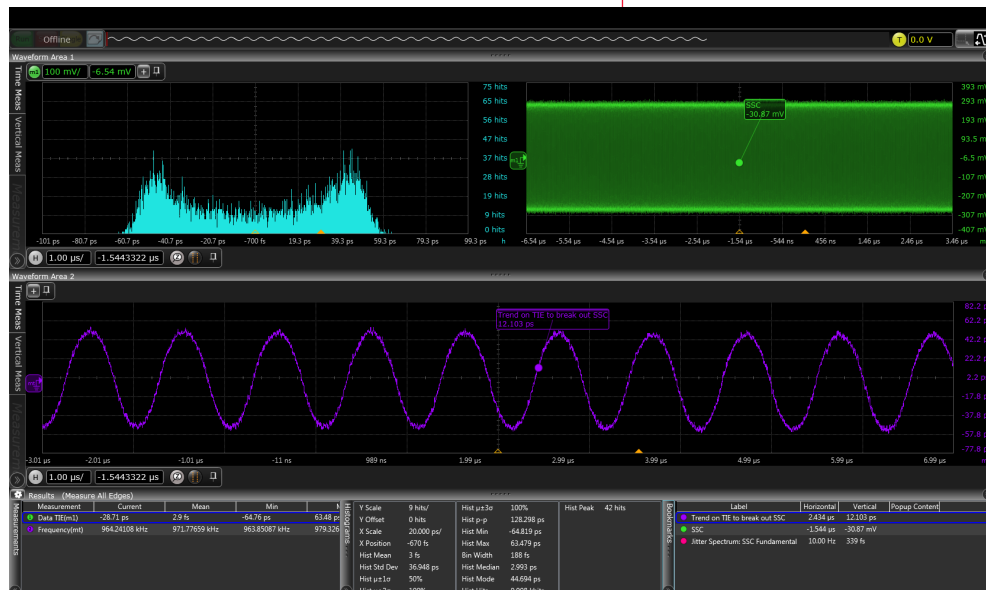 Offline
T 0.0 V
Waveform Area 1
Time Meas
Vertical Meas
m1 100 mV/ -6.54 mV
75 hits
65 hits
56 hits
47 hits
37 hits
28 hits
19 hits
9 hits
0 hits
-101 ps -80.7 ps -60.7 ps -40.7 ps -20.7 ps -700 fs 19.3 ps 39.3 ps 59.3 ps 79.3 ps 99.3 ps h
SSC
-30.87 mV
393 mV
293 mV
193 mV
93.5 m
-6.5 m
-107 mV
-207 mV
-307 mV
-407 mV
-6.54 µs -5.54 µs -4.54 µs -3.54 µs -2.54 µs -1.54 µs -544 ns 456 ns 1.46 µs 2.46 µs 3.46 µs
H 1.00 µs/ -1.5443322 µs
Waveform Area 2
Time Meas
Vertical Meas
Trend on TIE to break out SSC
12.103 ps
82.2 p
62.2 p
42.2 p
22.2 p
2.2 p
-17.8 p
-37.8 p
-57.8 p
-77.8 p
-3.01 µs -2.01 µs -1.01 µs -11 ns 989 ns 1.99 µs 2.99 µs 3.99 µs 4.99 µs 5.99 µs 6.99 µs
H 1.00 µs/ -1.5443322 µs
Results (Measure All Edges)
Measurements
Measurement Current Mean Min
Data TIE(m1) -28.71 ps 2.9 fs -64.76 ps 63.48 ps
Frequency(mt) 964.24108 kHz 971.77659 kHz 963.85087 kHz 979.326
Histograms
Y Scale 9 hits/ Hist µ±3σ 100% Hist Peak 42 hits
Y Offset 0 hits Hist p-p 128.298 ps
X Scale 20.000 ps/ Hist Min -64.819 ps
X Position -670 fs Hist Max 63.479 ps
Hist Mean 3 fs Bin Width 188 fs
Hist Std Dev 36.948 ps Hist Median 2.993 ps
Hist µ±1σ 50% Hist Mode 44.694 ps
Bookmarks
Label Horizontal Vertical Popup Content
Trend on TIE to break out SSC 2.434 µs 12.103 ps
SSC -1.544 µs -30.87 mV
Jitter Spectrum: SSC Fundamental 10.00 Hz 339 fs